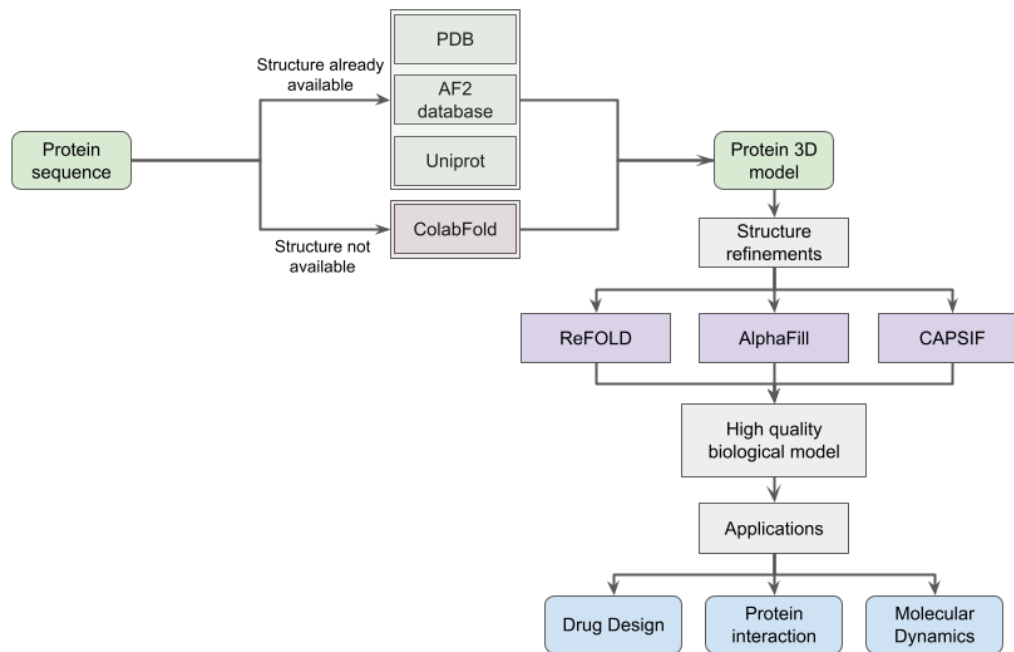 PDB
Structure already
available
AF2
database
Uniprot
Protein
sequence
Protein 3D
model
ColabFold
Structure not
available
Structure
refinements
ReFOLD
AlphaFill
CAPSIF
High quality
biological model
Applications
Drug Design
Protein
interaction
Molecular
Dynamics